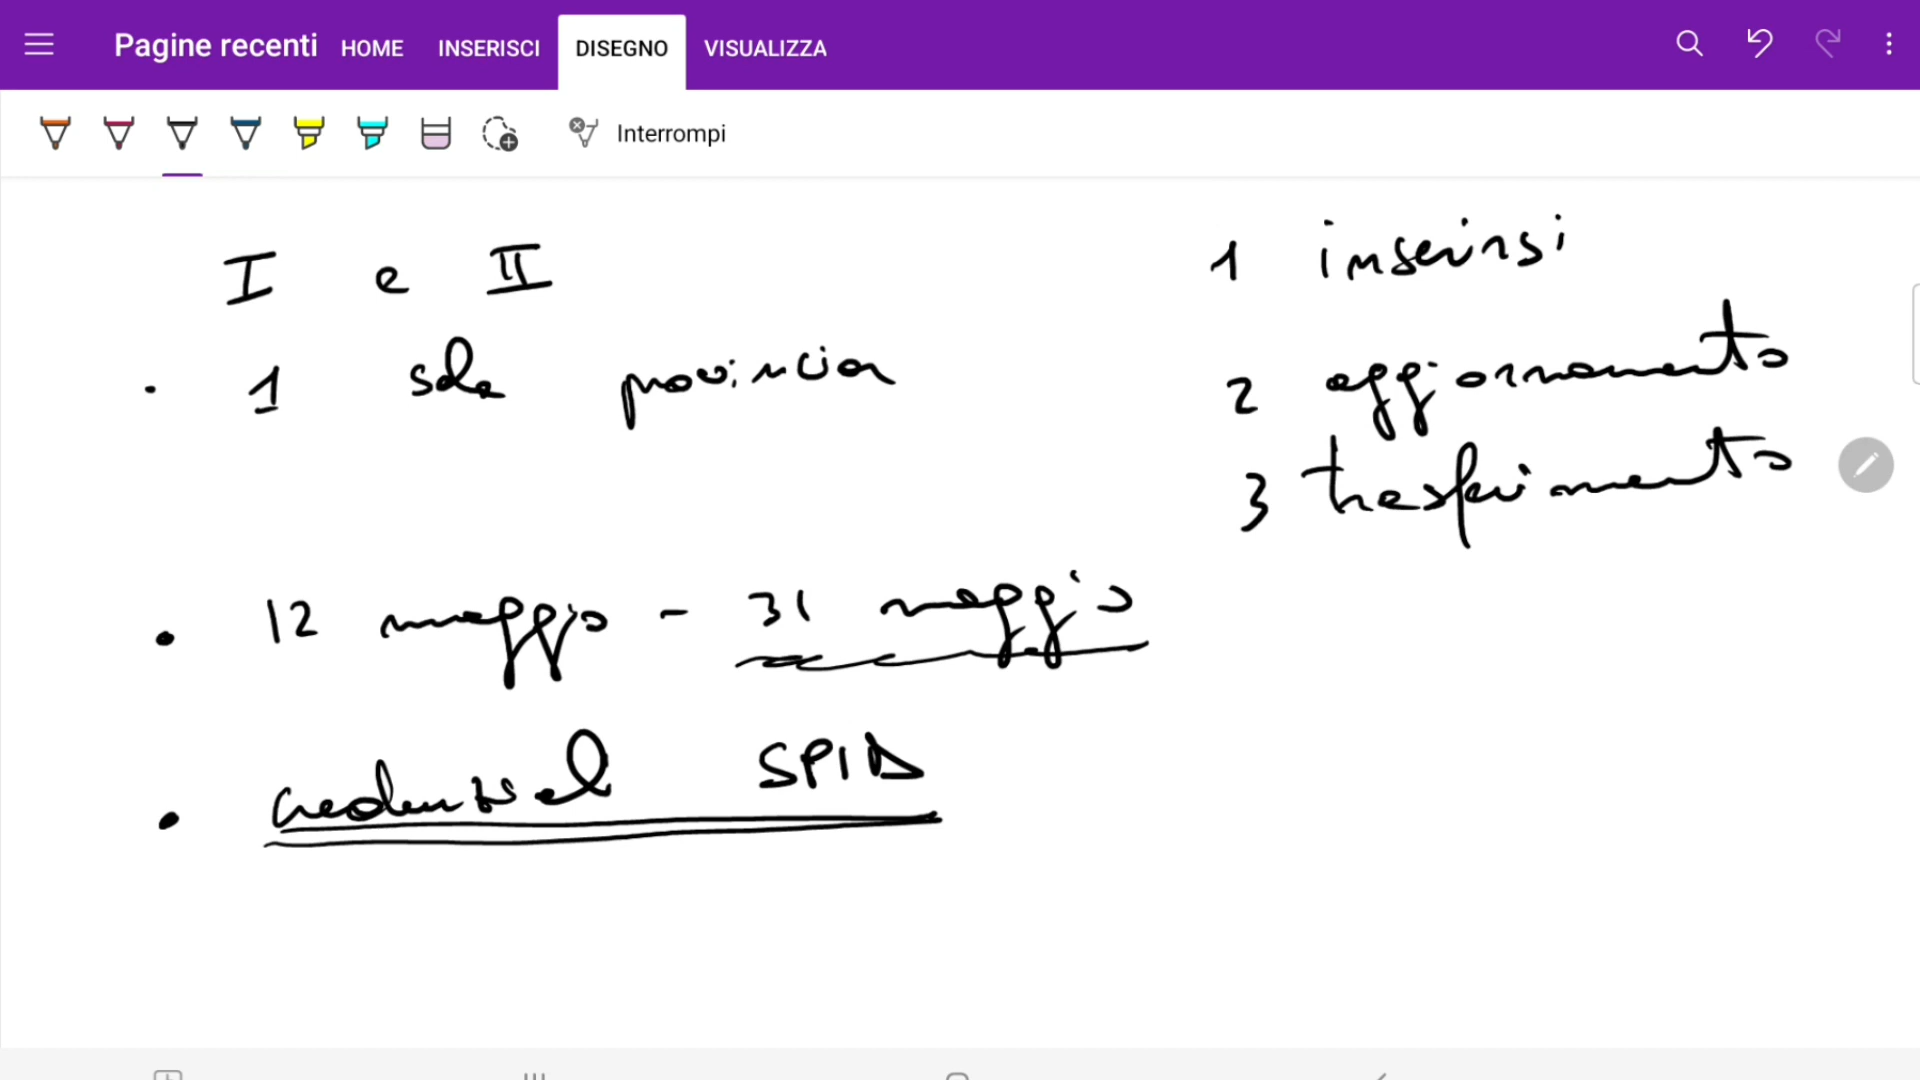 Pagine recenti HOME INSERISCI DISEGNO VISUALIZZA
Interrompi
I e II
• 1 sola provincia
• 12 maggio - 31 maggio
• credenziali SPID
1 inserirsi
2 aggiornamento
3 trasferimento